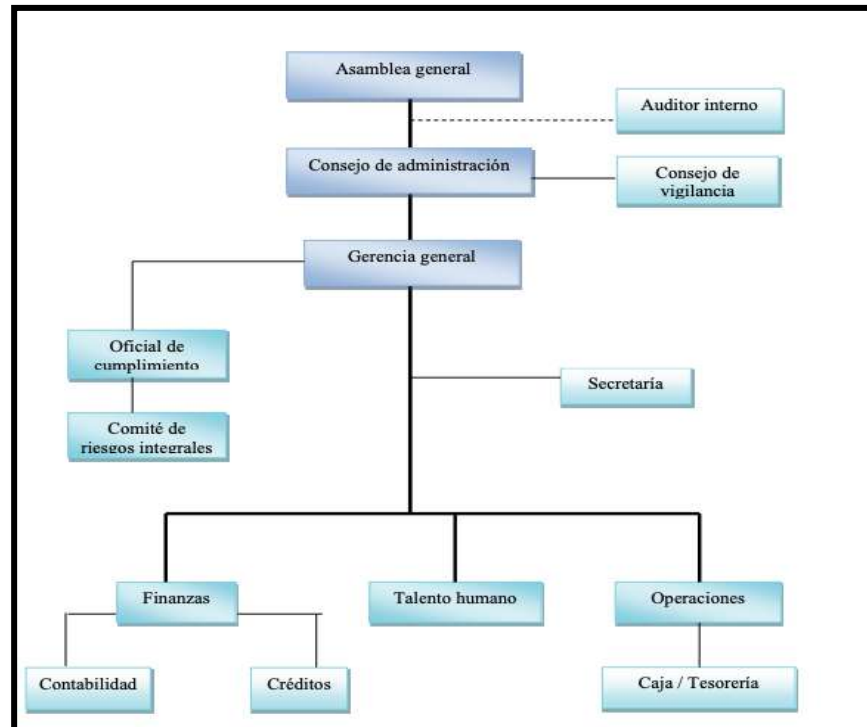 Asamblea general
Auditor interno
Consejo de administración
Consejo de
vigilancia
Gerencia general
Oficial de
cumplimiento
Secretaría
Comité de
riesgos integrales
Finanzas
Talento humano
Operaciones
Contabilidad
Créditos
Caja / Tesorería